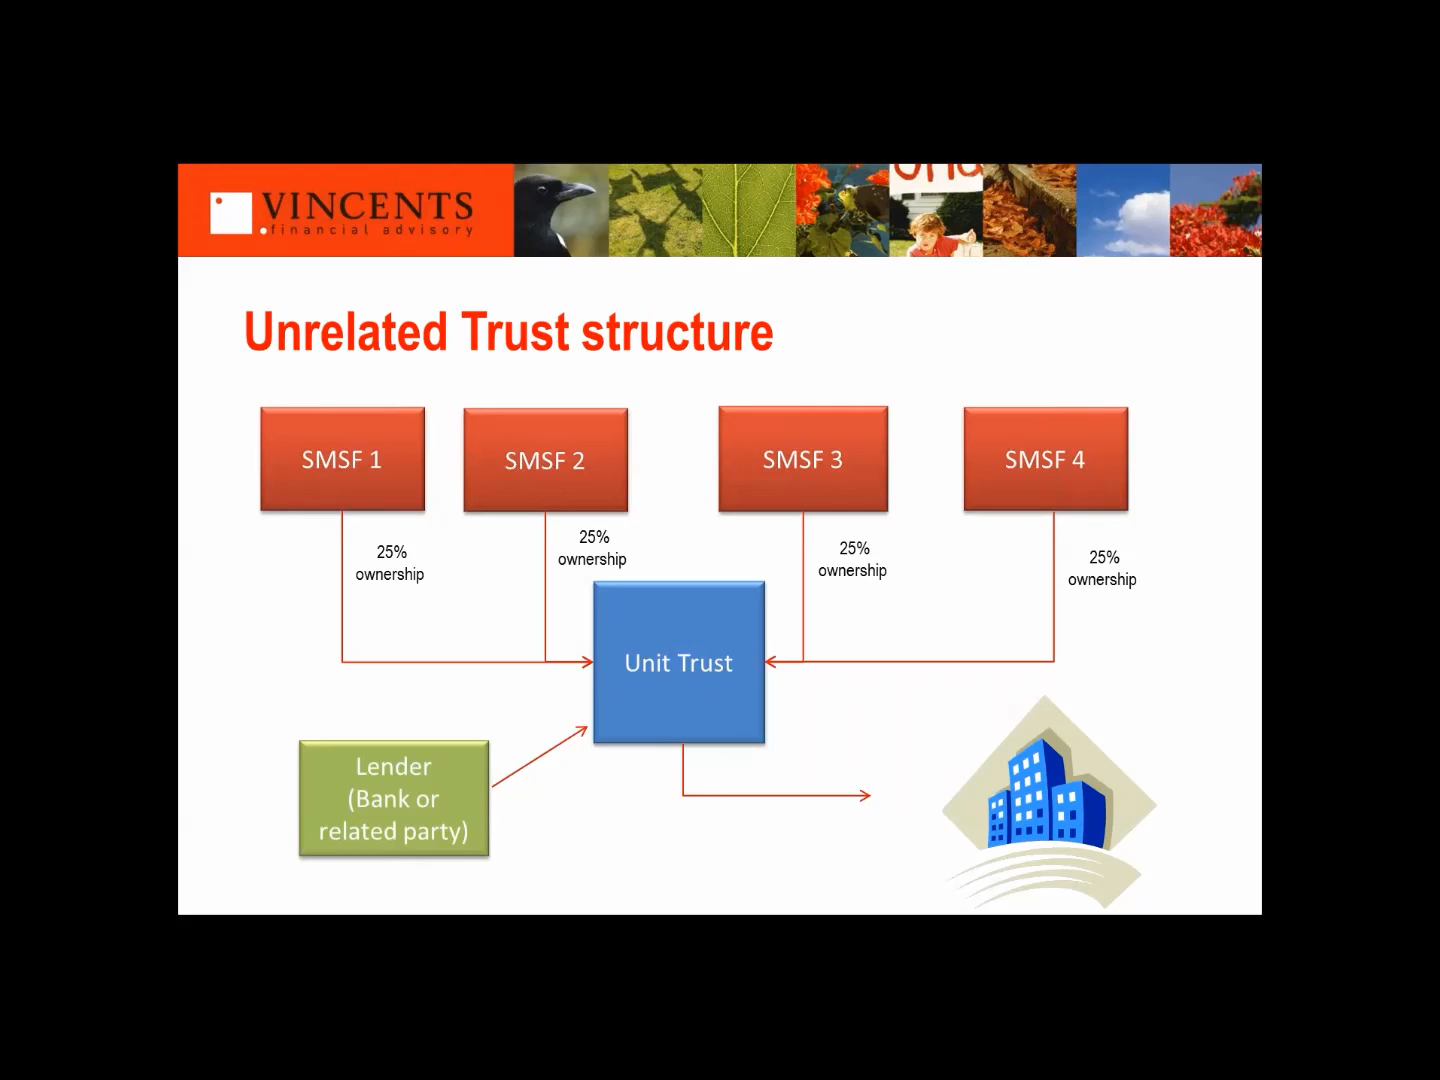 VINCENTS
financial advisory
Unrelated Trust structure
SMSF 1
SMSF 2
SMSF 3
SMSF 4
25%
ownership
25%
ownership
25%
ownership
25%
ownership
Unit Trust
Lender
(Bank or
related party)